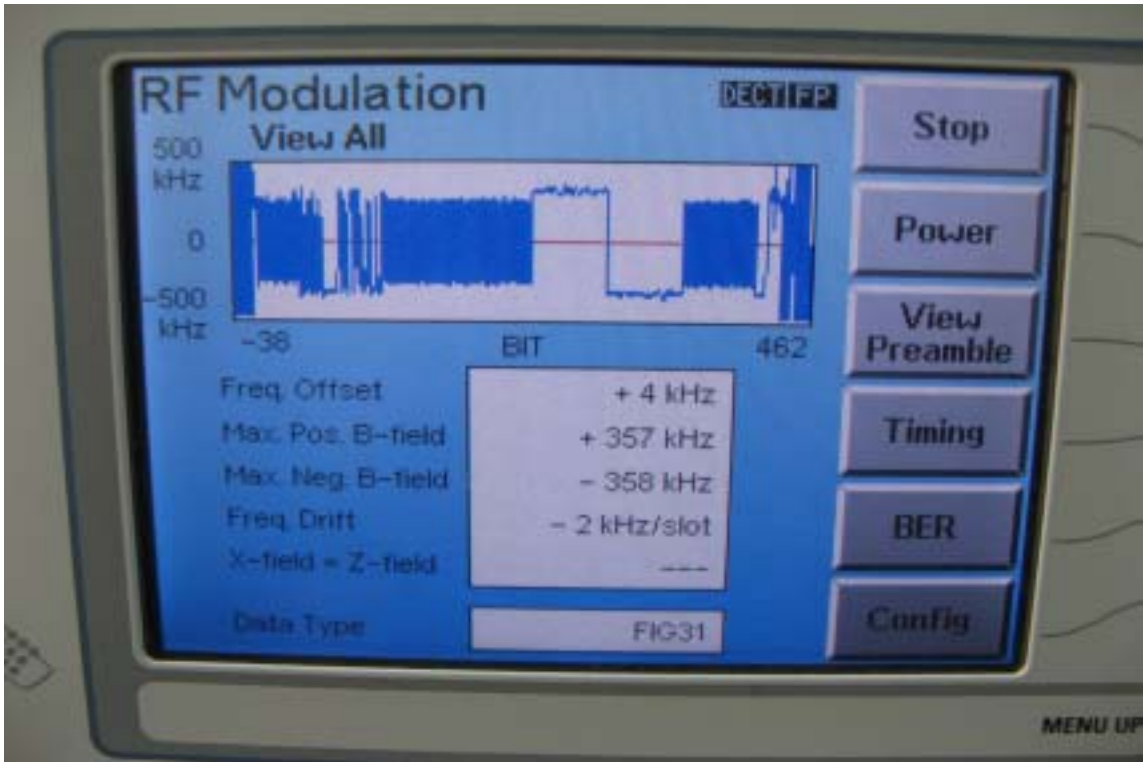 RF Modulation
DECT FP
View All
500
kHz
0
-500
kHz
-38
BIT
462
Freq. Offset + 4 kHz
Max. Pos. B-field + 357 kHz
Max. Neg. B-field - 358 kHz
Freq. Drift - 2 kHz/slot
X-field = Z-field ---
Data Type FIG31
Stop
Power
View
Preamble
Timing
BER
Config
MENU UP